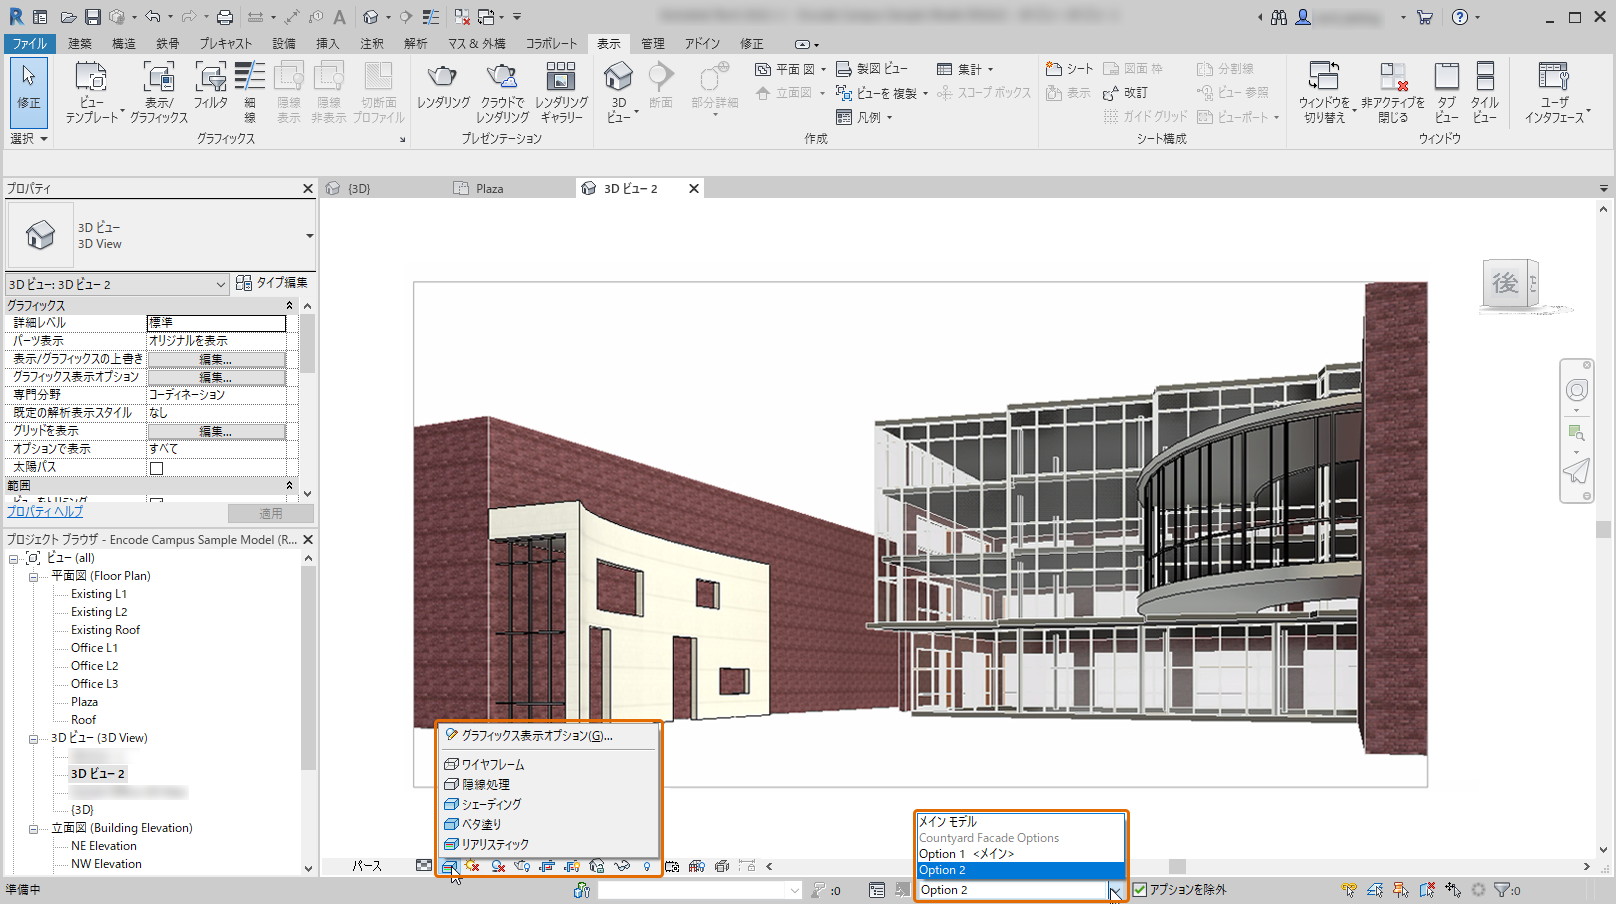 ファイル 建築 構造 鉄骨 プレキャスト 設備 挿入 注釈 解析 マス & 外構 コラボレート 表示 管理 アドイン 修正
修正
選択
ビュー
テンプレート
表示/
グラフィックス
フィルタ
細
線
隠線
表示
隠線
非表示
切断面
プロファイル
グラフィックス
レンダリング
クラウドで
レンダリング
レンダリング
ギャラリー
プレゼンテーション
3D
ビュー
断面
部分詳細
平面 図
立面図
製図 ビュー
ビューを 複製
凡例
集計
スコープ ボックス
作成
シート
表示
図面 枠
改訂
ガイド グリッド
分割線
ビュー 参照
ビューポート
シート構成
ウィンドウを
切り替え
非アクティブを
閉じる
タブ
ビュー
タイル
ビュー
ウィンドウ
ユーザ
インタフェース
プロパティ
{3D}
Plaza
3D ビュー 2
3D ビュー
3D View
3D ビュー: 3D ビュー 2
タイプ編集
グラフィックス
詳細レベル 標準
パーツ表示 オリジナルを表示
表示/グラフィックスの上書き 編集...
グラフィックス表示オプション 編集...
専門分野 コーディネーション
既定の解析表示スタイル なし
グリッドを表示 編集...
オプションで表示 すべて
太陽パス
範囲
ビューをトリミング
プロパティ ヘルプ
適用
プロジェクト ブラウザ - Encode Campus Sample Model (R...
ビュー (all)
平面図 (Floor Plan)
Existing L1
Existing L2
Existing Roof
Office L1
Office L2
Office L3
Plaza
Roof
3D ビュー (3D View)
3D ビュー 2
{3D}
立面図 (Building Elevation)
NE Elevation
NW Elevation
後
グラフィックス表示オプション(G)...
ワイヤフレーム
隠線処理
シェーディング
ベタ塗り
リアリスティック
パース
メイン モデル
Countyard Facade Options
Option 1 <メイン>
Option 2
Option 2
準備中
:0
アプションを除外
:0